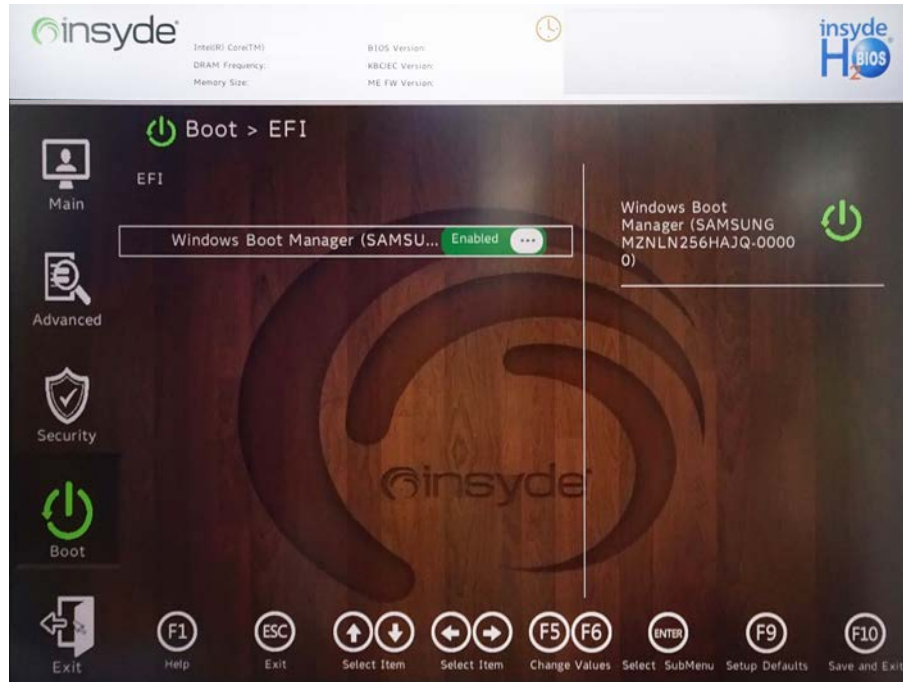 insyde
Intel(R) Core(TM)
DRAM Frequency:
Memory Size:
BIOS Version:
KBC/EC Version:
ME FW Version:
insyde
H2
BIOS
Boot > EFI
EFI
Windows Boot Manager (SAMSU... Enabled
Windows Boot
Manager (SAMSUNG
MZNLN256HAJQ-0000
0)
Main
Advanced
Security
Boot
Exit
insyde
F1
Help
ESC
Exit
Select Item
Select Item
F5 F6
Change Values
ENTER
Select SubMenu
F9
Setup Defaults
F10
Save and Exit